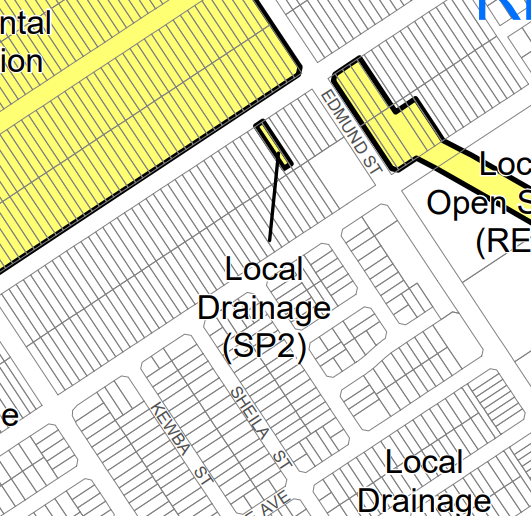 ntal
ion
EDMUND ST
Loc
Open S
(RE
Local
Drainage
(SP2)
e
SHEILA ST
KEWBA ST
AVE
Local
Drainage